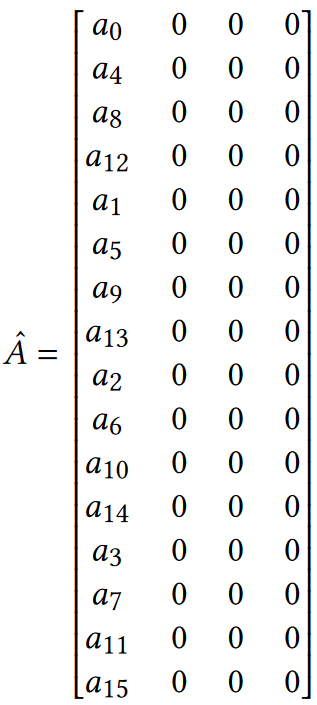 a₀ 0 0 0
a₄ 0 0 0
a₈ 0 0 0
a₁₂ 0 0 0
a₁ 0 0 0
a₅ 0 0 0
a₉ 0 0 0
a₁₃ 0 0 0
Â = a₂ 0 0 0
a₆ 0 0 0
a₁₀ 0 0 0
a₁₄ 0 0 0
a₃ 0 0 0
a₇ 0 0 0
a₁₁ 0 0 0
a₁₅ 0 0 0